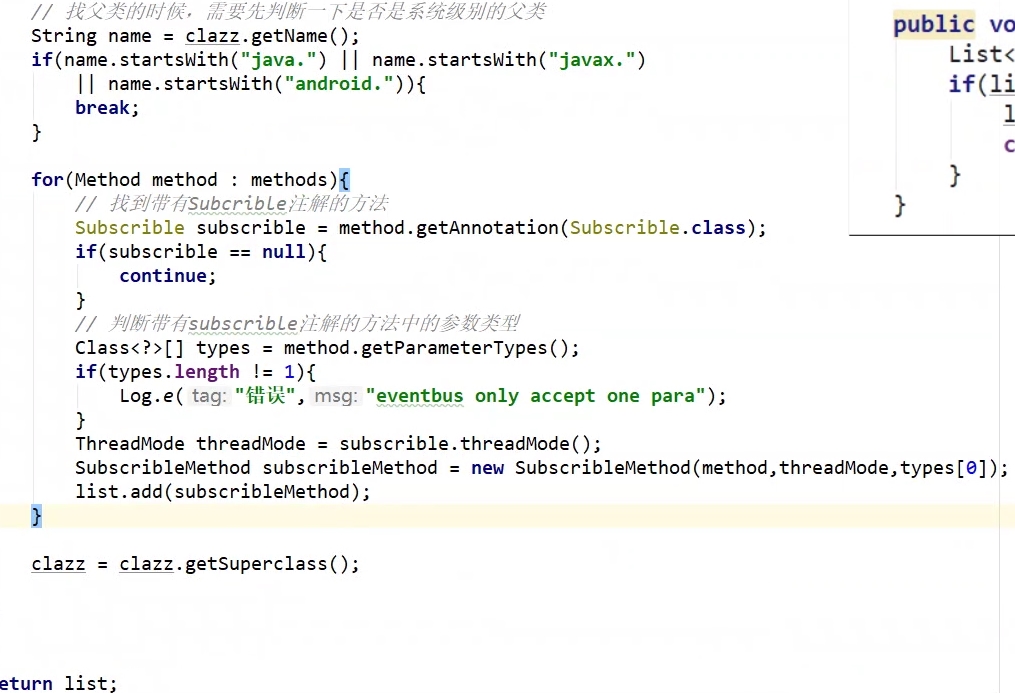 // 找父类的时候，需要先判断一下是否是系统级别的父类
String name = clazz.getName();
if(name.startsWith("java.") || name.startsWith("javax.")
|| name.startsWith("android.")){
break;
}
for(Method method : methods){
// 找到带有Subcrible注解的方法
Subscrible subscrible = method.getAnnotation(Subscrible.class);
if(subscrible == null){
continue;
}
// 判断带有subscrible注解的方法中的参数类型
Class<?>[] types = method.getParameterTypes();
if(types.length != 1){
Log.e( tag: "错误", msg: "eventbus only accept one para");
}
ThreadMode threadMode = subscrible.threadMode();
SubscribleMethod subscribleMethod = new SubscribleMethod(method,threadMode,types[0]);
list.add(subscribleMethod);
}
clazz = clazz.getSuperclass();
eturn list;
public vo
List<
if(li
l
c
}
}